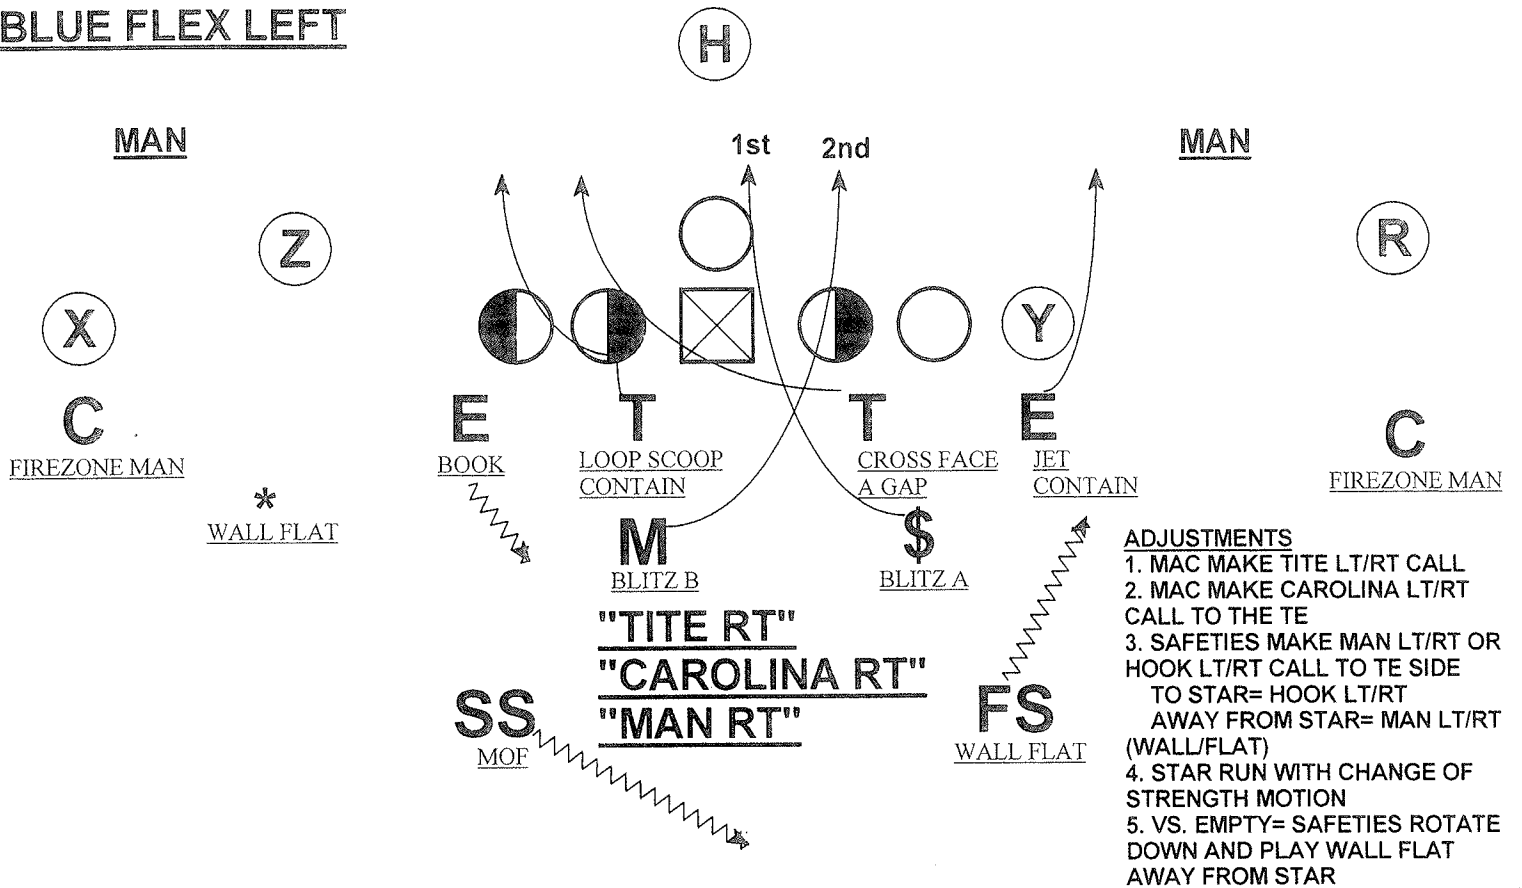 BLUE FLEX LEFT
H
MAN
1st
2nd
MAN
Z
R
X
Y
C
E
T
T
E
C
FIREZONE MAN
BOOK
LOOP SCOOP
CONTAIN
CROSS FACE
A GAP
JET
CONTAIN
FIREZONE MAN
*
WALL FLAT
M
BLITZ B
$
BLITZ A
"TITE RT"
"CAROLINA RT"
"MAN RT"
SS
MOF
FS
WALL FLAT
ADJUSTMENTS
1. MAC MAKE TITE LT/RT CALL
2. MAC MAKE CAROLINA LT/RT
CALL TO THE TE
3. SAFETIES MAKE MAN LT/RT OR
HOOK LT/RT CALL TO TE SIDE
TO STAR= HOOK LT/RT
AWAY FROM STAR= MAN LT/RT
(WALL/FLAT)
4. STAR RUN WITH CHANGE OF
STRENGTH MOTION
5. VS. EMPTY= SAFETIES ROTATE
DOWN AND PLAY WALL FLAT
AWAY FROM STAR